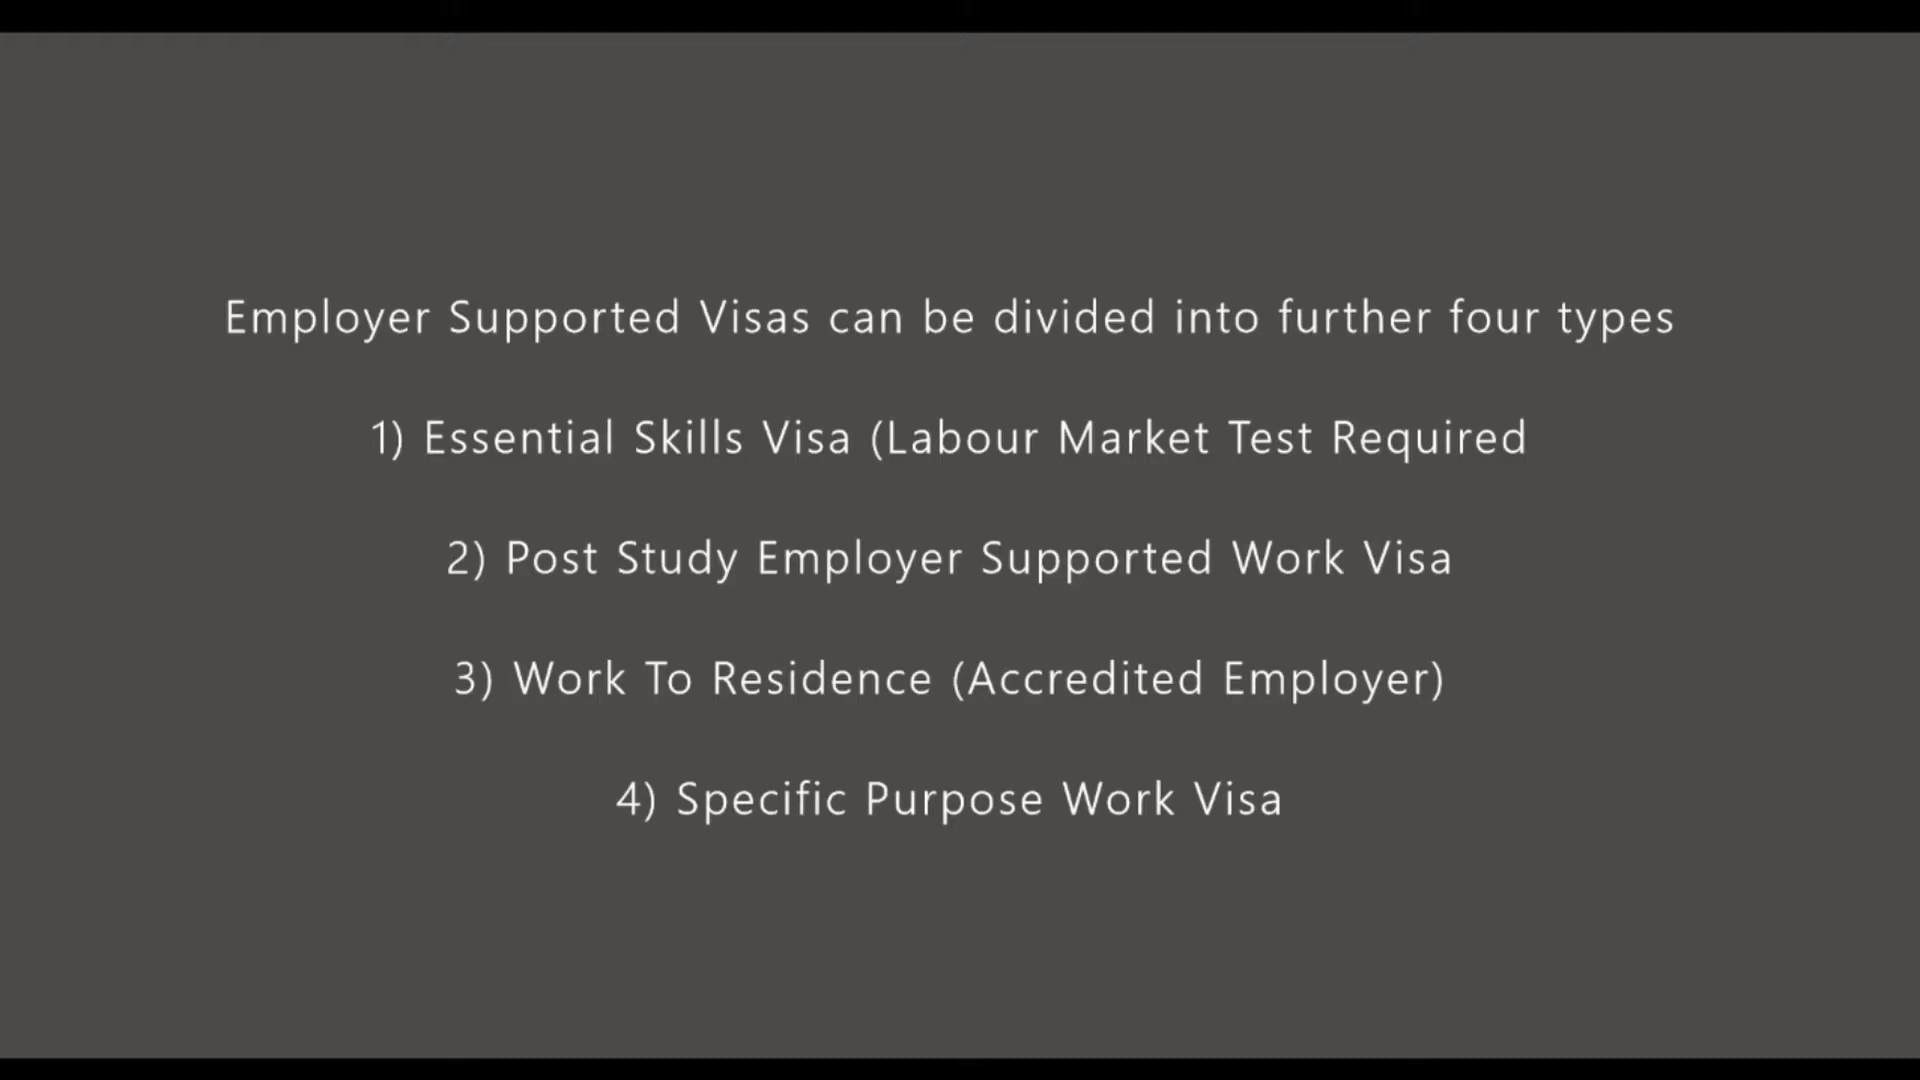 Employer Supported Visas can be divided into further four types
1) Essential Skills Visa (Labour Market Test Required
2) Post Study Employer Supported Work Visa
3) Work To Residence (Accredited Employer)
4) Specific Purpose Work Visa